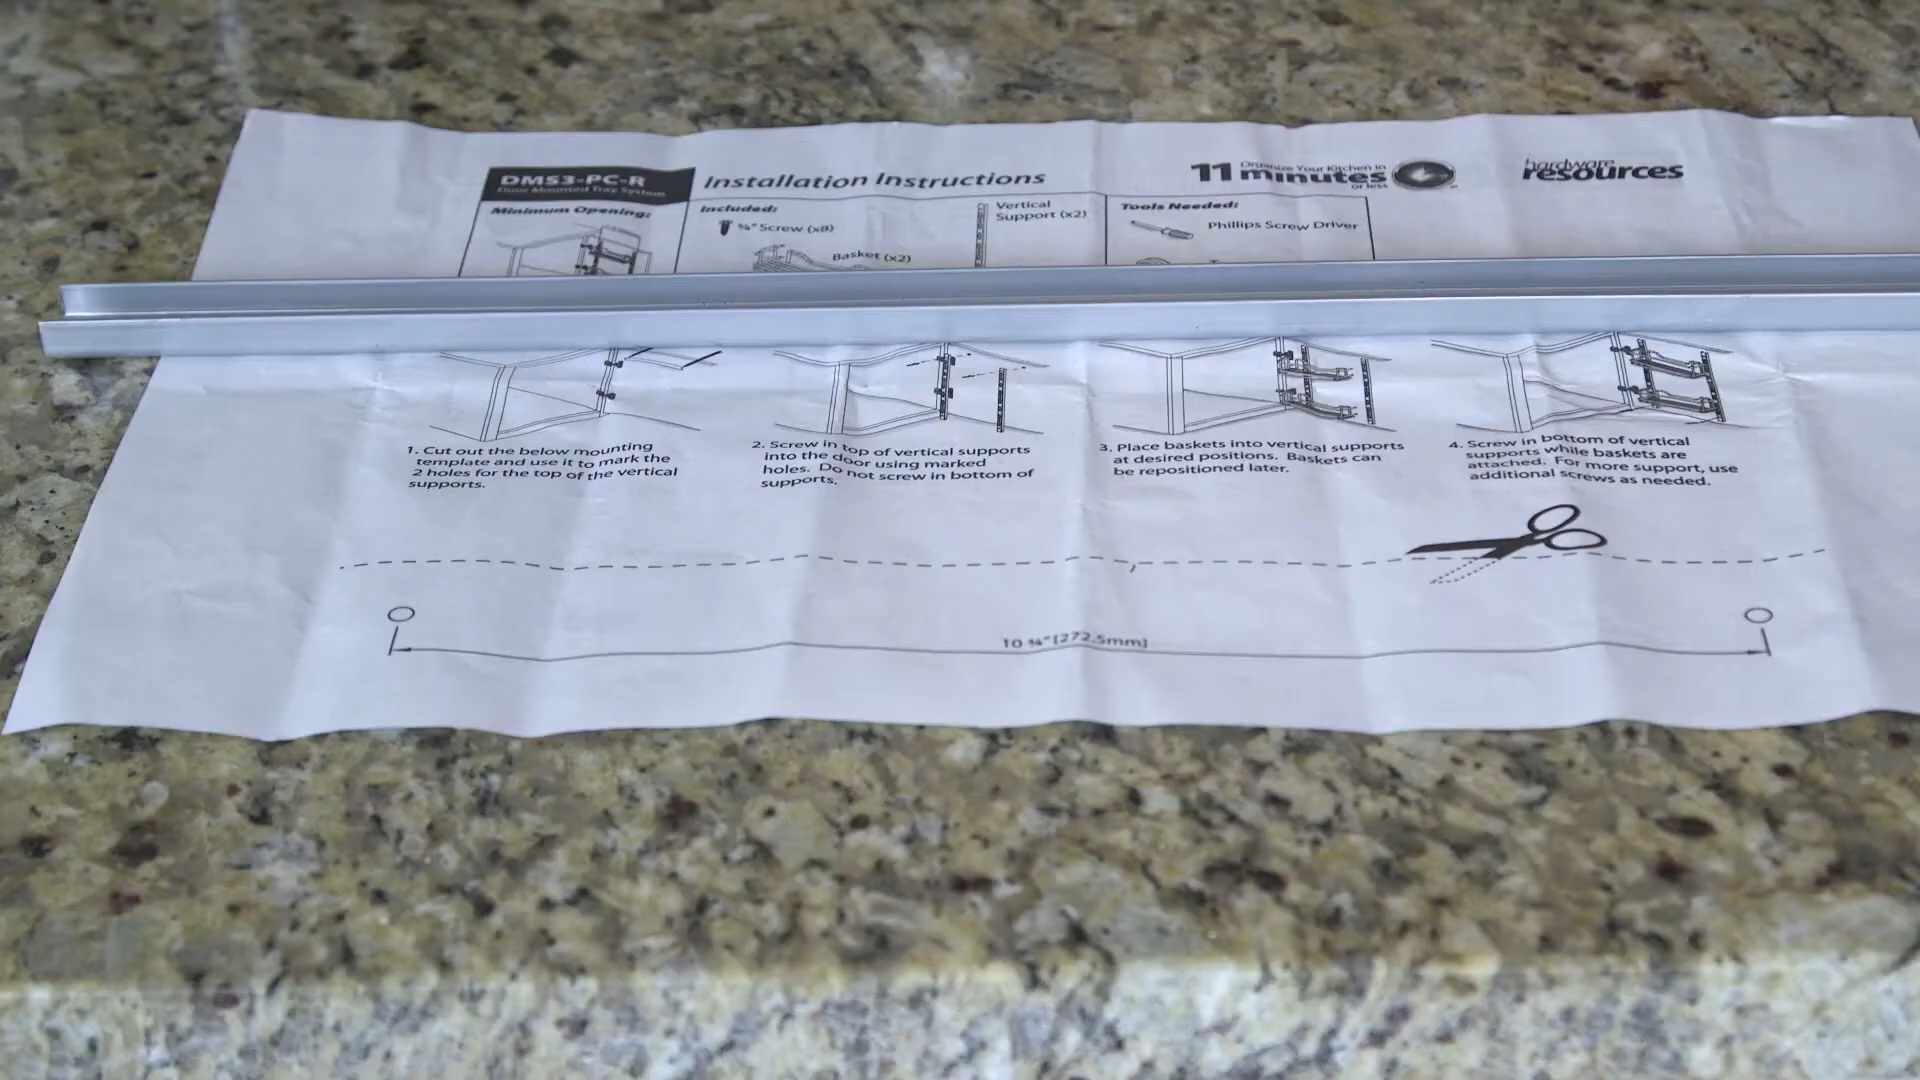 DMS3-PC-R
Door Mounted Tray System
Installation Instructions
11 Organize Your Kitchen in
minutes
or less
hardware
resources
Minimum Opening:
Included:
⅝" Screw (x8)
Basket (x2)
Vertical
Support (x2)
Tools Needed:
Phillips Screw Driver
1. Cut out the below mounting
template and use it to mark the
2 holes for the top of the vertical
supports.
2. Screw in top of vertical supports
into the door using marked
holes. Do not screw in bottom of
supports.
3. Place baskets into vertical supports
at desired positions. Baskets can
be repositioned later.
4. Screw in bottom of vertical
supports while baskets are
attached. For more support, use
additional screws as needed.
10 ¾" [272.5mm]